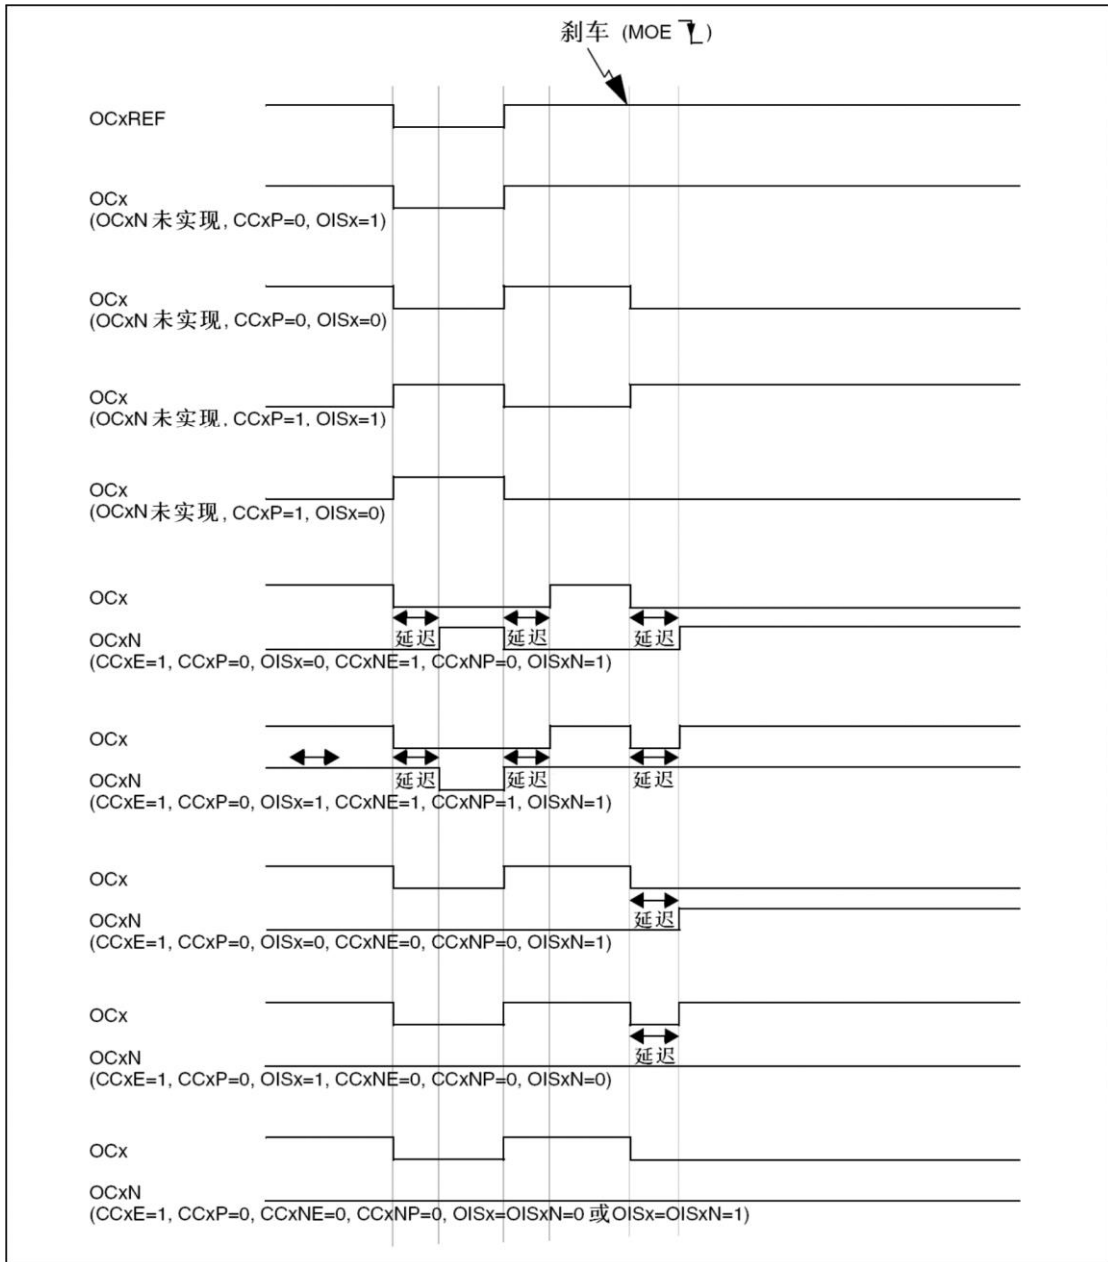 刹车 (MOE )
OCxREF
OCx
(OCxN 未实现, CCxP=0, OISx=1)
OCx
(OCxN 未实现, CCxP=0, OISx=0)
OCx
(OCxN 未实现, CCxP=1, OISx=1)
OCx
(OCxN 未实现, CCxP=1, OISx=0)
OCx
延迟 延迟 延迟
OCxN
(CCxE=1, CCxP=0, OISx=0, CCxNE=1, CCxNP=0, OISxN=1)
OCx
延迟 延迟 延迟
OCxN
(CCxE=1, CCxP=0, OISx=1, CCxNE=1, CCxNP=1, OISxN=1)
OCx
延迟
OCxN
(CCxE=1, CCxP=0, OISx=0, CCxNE=0, CCxNP=0, OISxN=1)
OCx
延迟
OCxN
(CCxE=1, CCxP=0, OISx=1, CCxNE=0, CCxNP=0, OISxN=0)
OCx
OCxN
(CCxE=1, CCxP=0, CCxNE=0, CCxNP=0, OISx=OISxN=0 或OISx=OISxN=1)